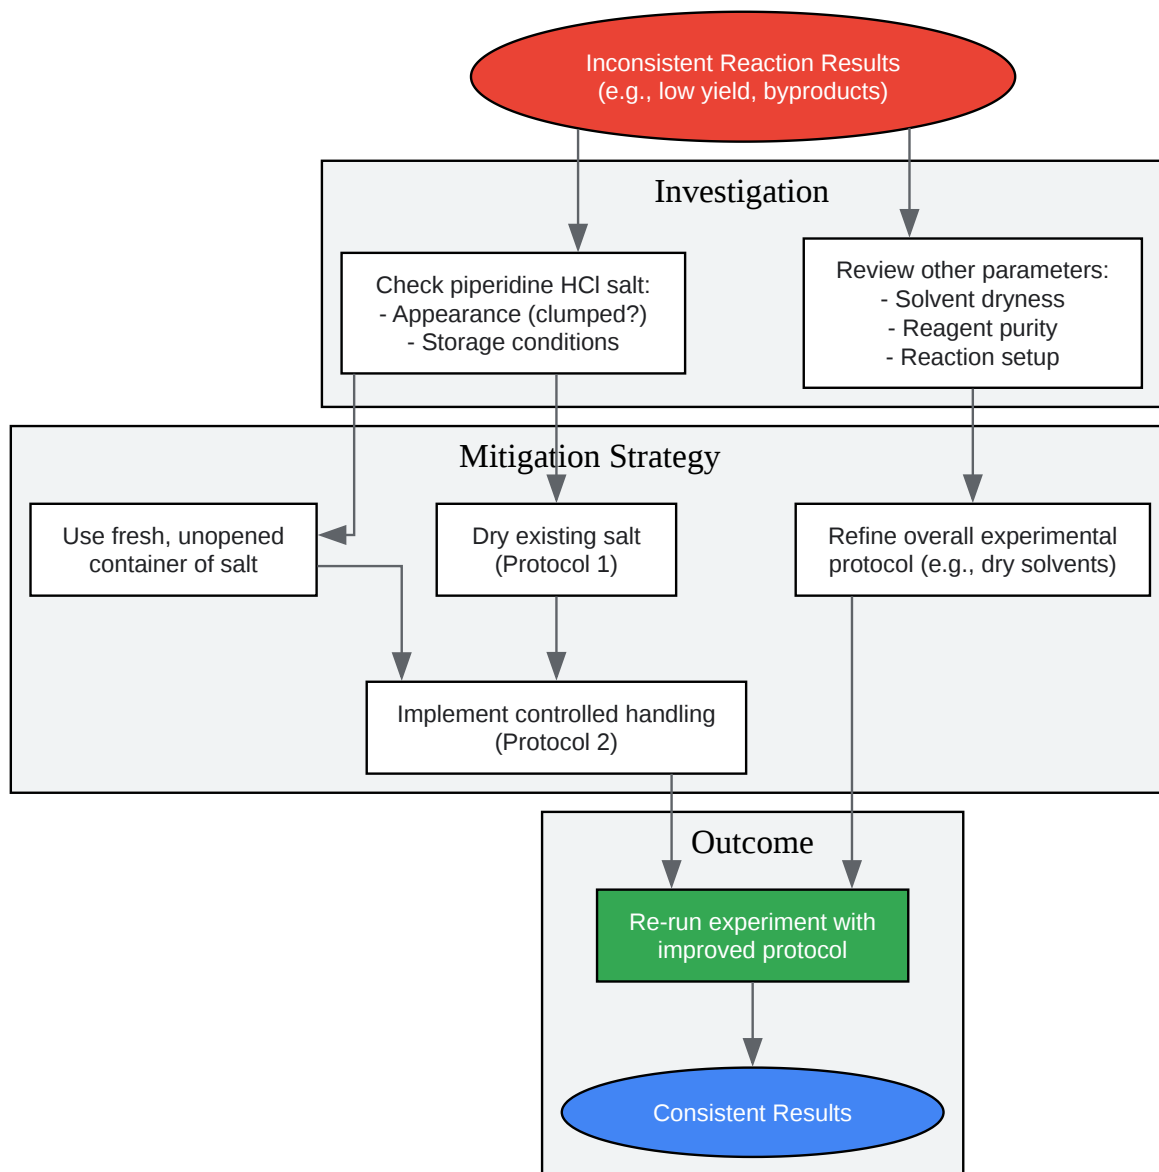 Inconsistent Reaction Results
(e.g., low yield, byproducts)
Investigation
Check piperidine HCl salt:
- Appearance (clumped?)
- Storage conditions
Review other parameters:
- Solvent dryness
- Reagent purity
- Reaction setup
Mitigation Strategy
Use fresh, unopened
container of salt
Dry existing salt
(Protocol 1)
Refine overall experimental
protocol (e.g., dry solvents)
Implement controlled handling
(Protocol 2)
Outcome
Re-run experiment with
improved protocol
Consistent Results